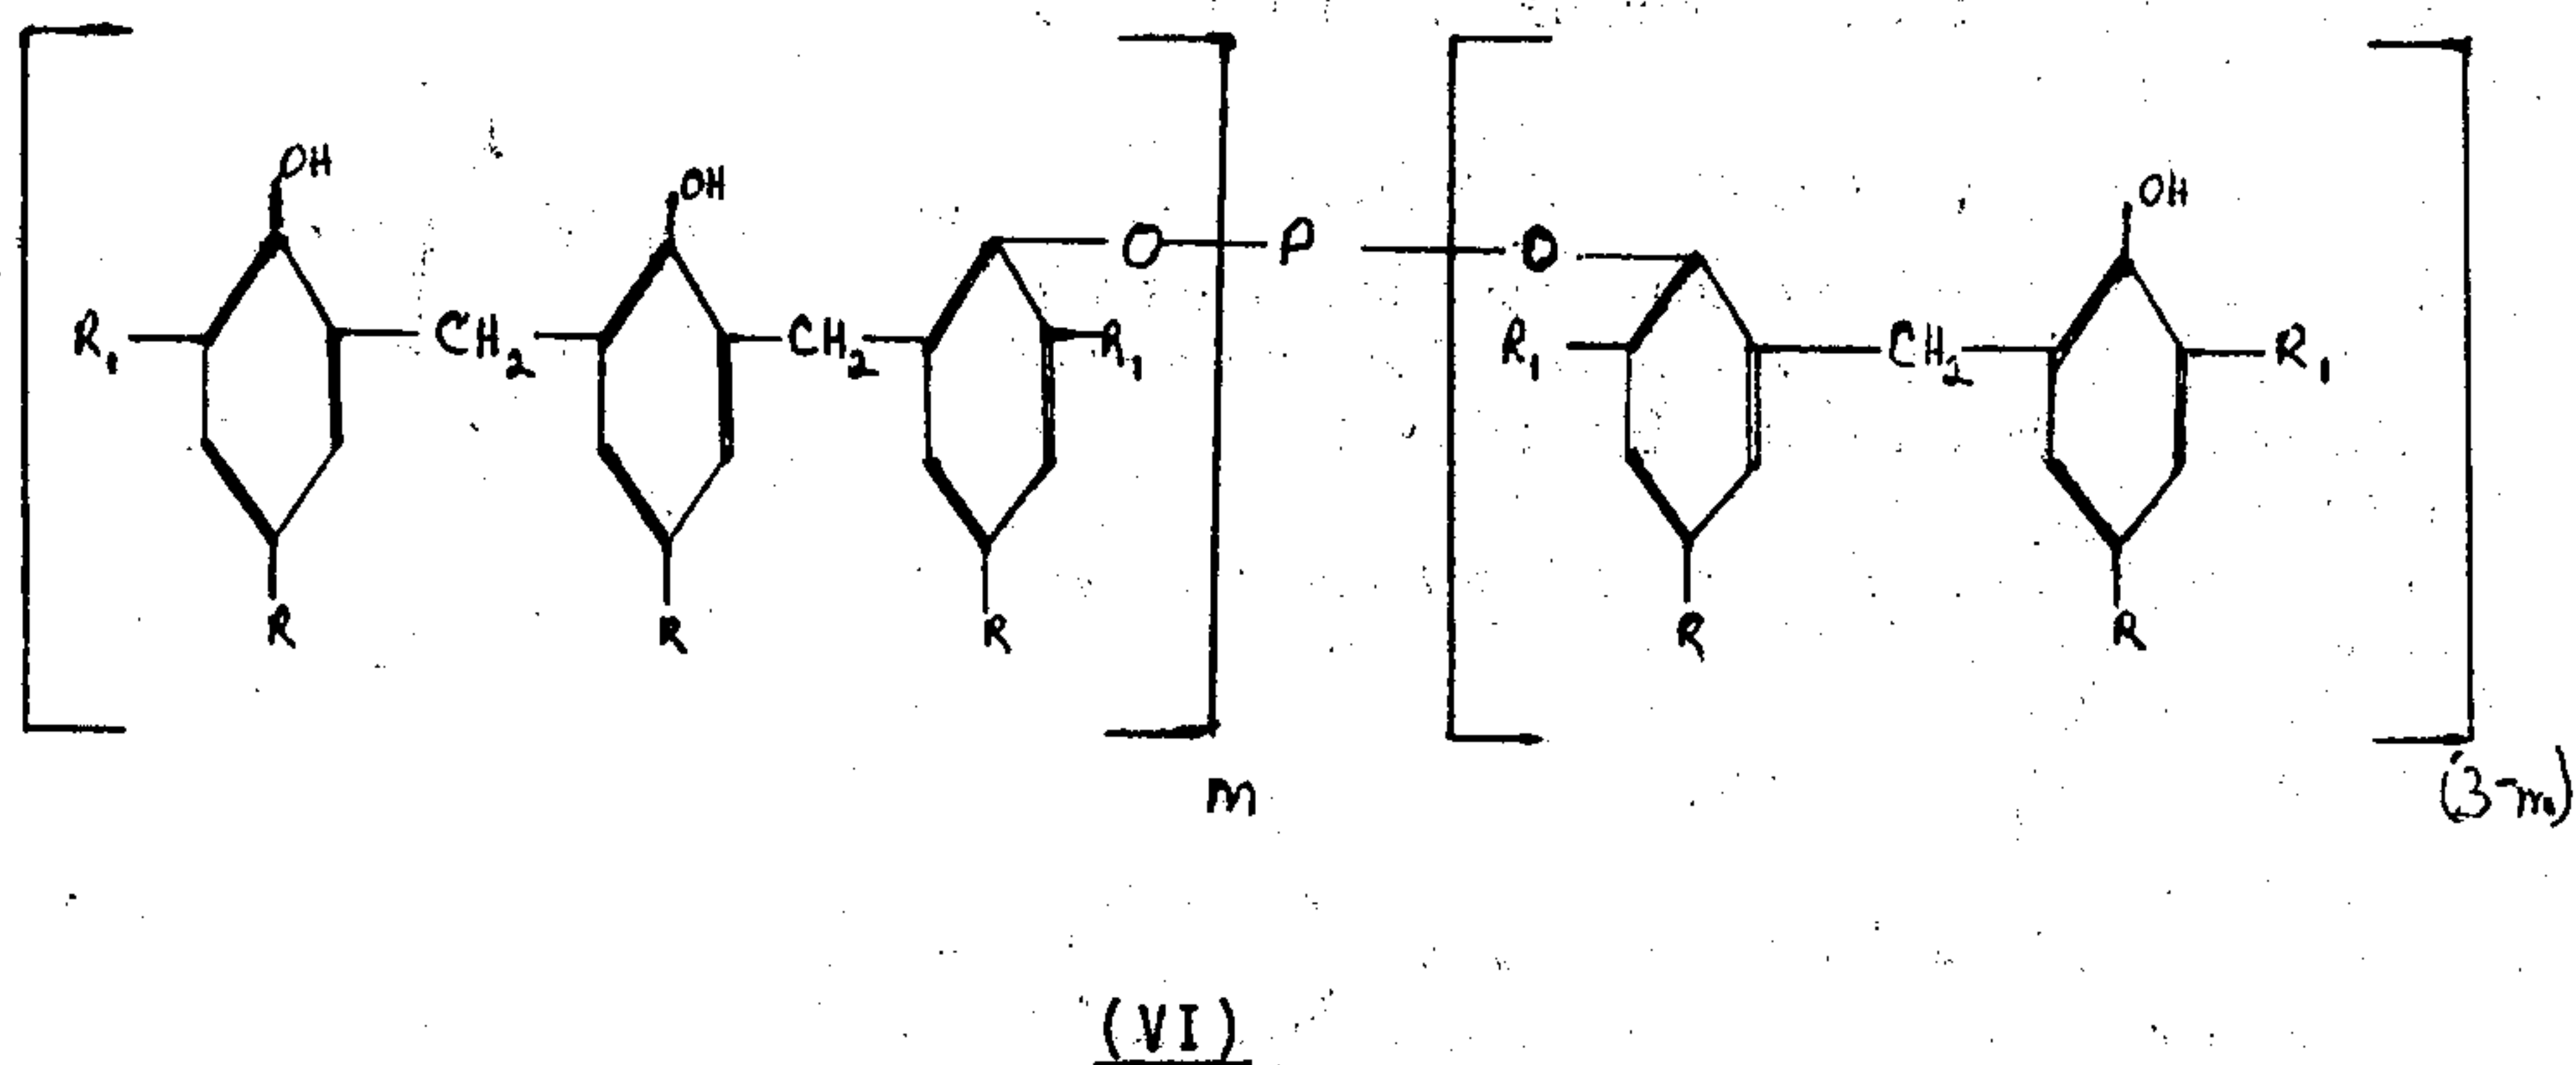 OH OH OH
O P O
R₁ CH₂ CH₂ R₁ R₁ CH₂ R₁
R R R R R
m (3-m)
(VI)